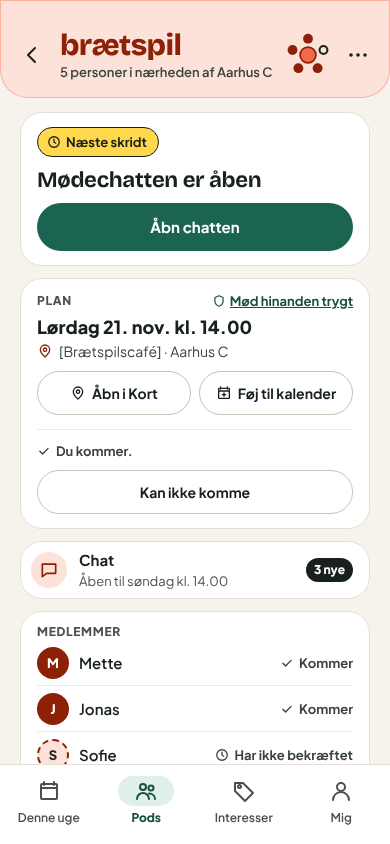 brætspil
5 personer i nærheden af Aarhus C
Næste skridt
Mødechatten er åben
Åbn chatten
PLAN
Mød hinanden trygt
Lørdag 21. nov. kl. 14.00
[Brætspilscafé] · Aarhus C
Åbn i Kort
Føj til kalender
Du kommer.
Kan ikke komme
Chat
Åben til søndag kl. 14.00
3 nye
MEDLEMMER
M Mette Kommer
J Jonas Kommer
S Sofie Har ikke bekræftet
Denne uge
Pods
Interesser
Mig